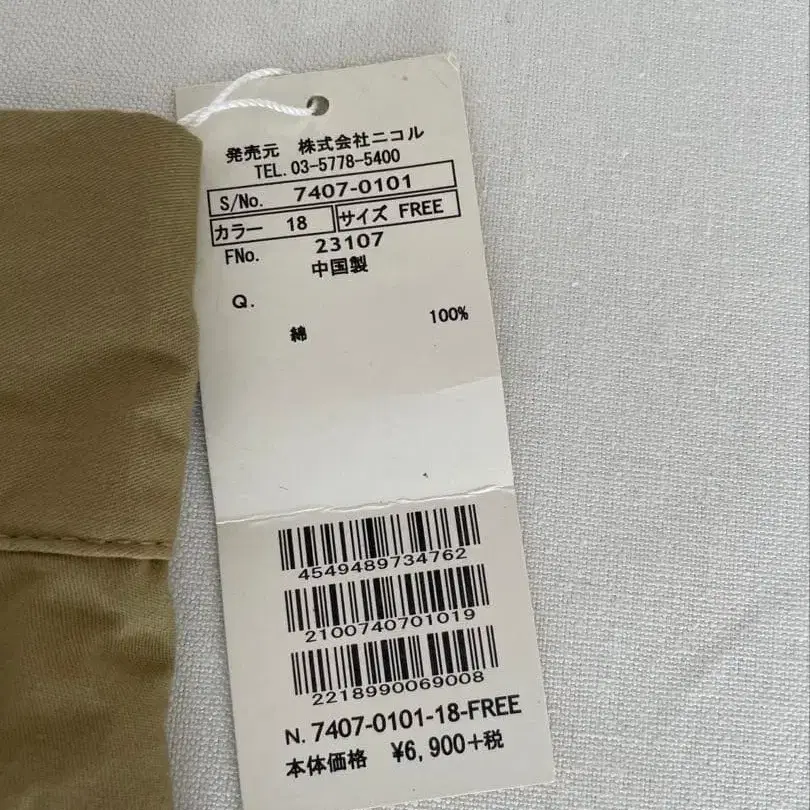 発売元　株式会社ニコル
TEL.03-5778-5400
S/No.　7407-0101
カラー　18　サイズ FREE
FNo.　23107
中国製
Q.
綿　100%
4549489734762
2100740701019
2218990069008
N. 7407-0101-18-FREE
本体価格　¥6,900+税